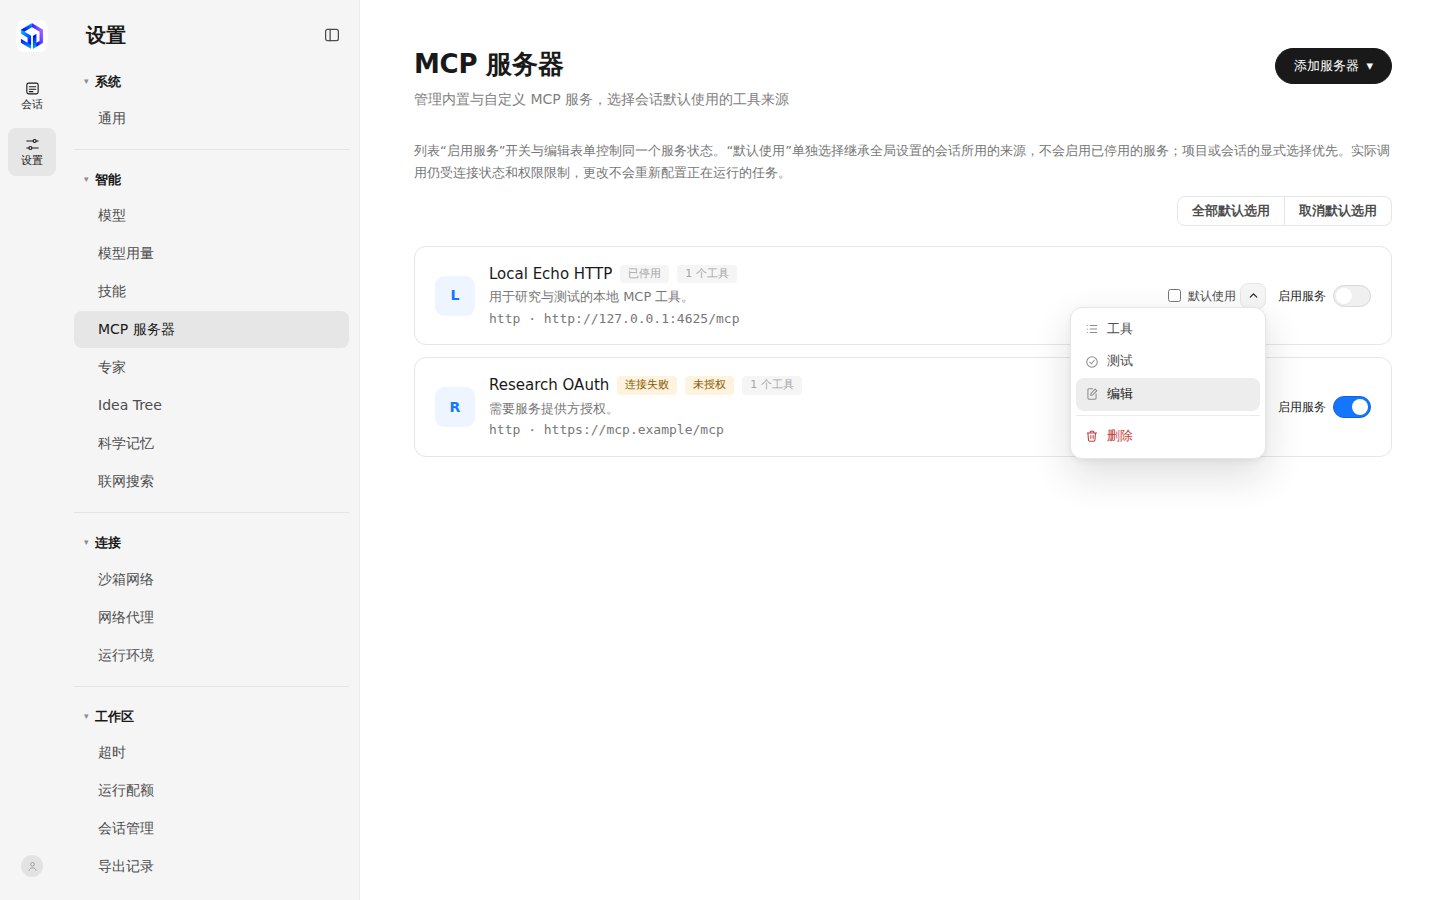 设置
会话
设置
系统
通用
智能
模型
模型用量
技能
MCP 服务器
专家
Idea Tree
科学记忆
联网搜索
连接
沙箱网络
网络代理
运行环境
工作区
超时
运行配额
会话管理
导出记录
MCP 服务器
添加服务器 ▾
管理内置与自定义 MCP 服务，选择会话默认使用的工具来源
列表“启用服务”开关与编辑表单控制同一个服务状态。“默认使用”单独选择继承全局设置的会话所用的来源，不会启用已停用的服务；项目或会话的显式选择优先。实际调
用仍受连接状态和权限限制，更改不会重新配置正在运行的任务。
全部默认选用 取消默认选用
L
Local Echo HTTP 已停用 1 个工具
用于研究与测试的本地 MCP 工具。
http · http://127.0.0.1:4625/mcp
默认使用 启用服务
工具
测试
编辑
删除
R
Research OAuth 连接失败 未授权 1 个工具
需要服务提供方授权。
http · https://mcp.example/mcp
启用服务